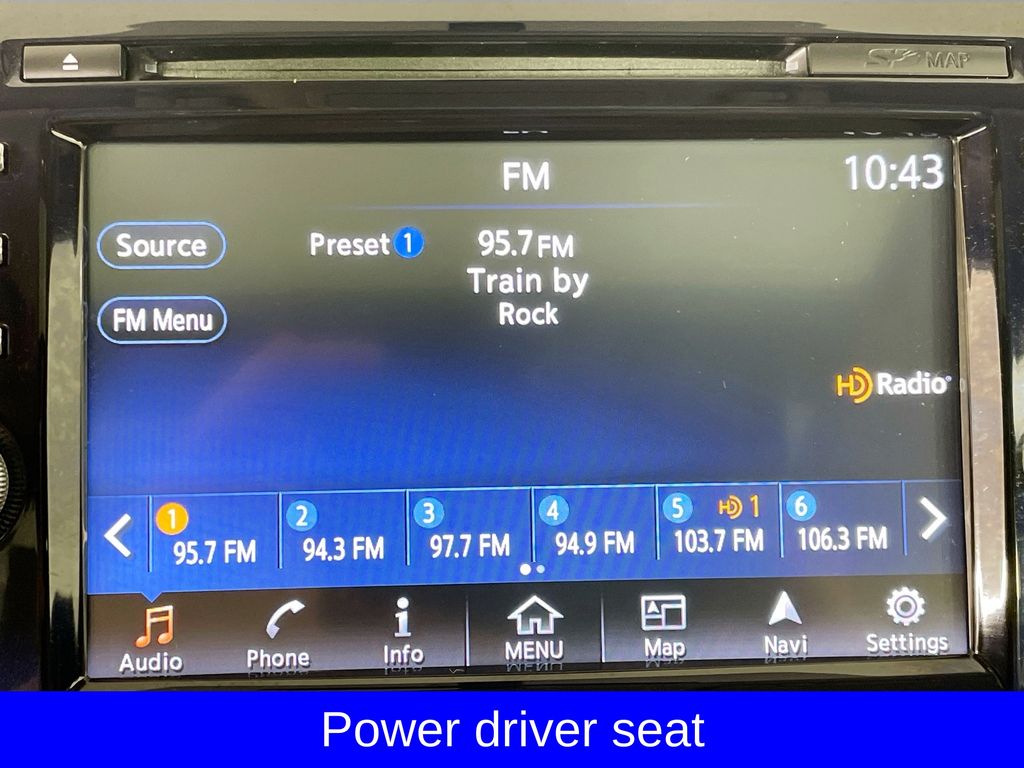 MAP
FM
10:43
Source
Preset 1
95.7 FM
Train by
FM Menu
Rock
HD Radio
1
2
3
4
5
HD 1
6
95.7 FM
94.3 FM
97.7 FM
94.9 FM
103.7 FM
106.3 FM
Audio
Phone
Info
MENU
Map
Navi
Settings
Power driver seat